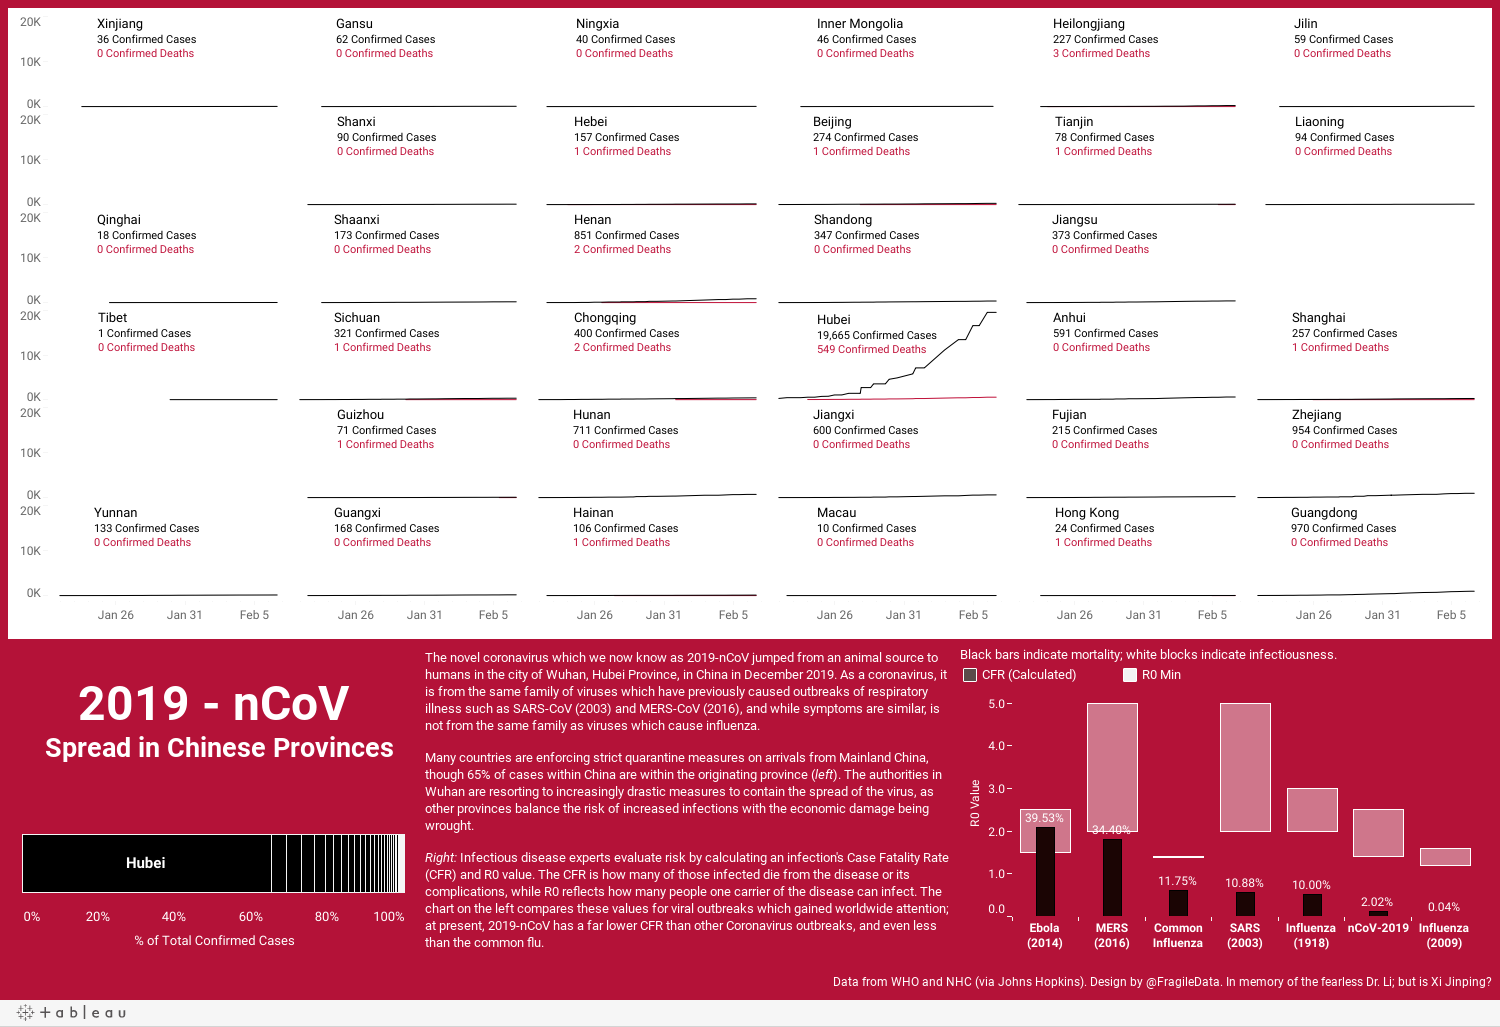 20K
Xinjiang
36 Confirmed Cases
0 Confirmed Deaths
Gansu
62 Confirmed Cases
0 Confirmed Deaths
Ningxia
40 Confirmed Cases
0 Confirmed Deaths
Inner Mongolia
46 Confirmed Cases
0 Confirmed Deaths
Heilongjiang
227 Confirmed Cases
3 Confirmed Deaths
Jilin
59 Confirmed Cases
0 Confirmed Deaths
10K
0K
20K
Shanxi
90 Confirmed Cases
0 Confirmed Deaths
Hebei
157 Confirmed Cases
1 Confirmed Deaths
Beijing
274 Confirmed Cases
1 Confirmed Deaths
Tianjin
78 Confirmed Cases
1 Confirmed Deaths
Liaoning
94 Confirmed Cases
0 Confirmed Deaths
10K
0K
20K
Qinghai
18 Confirmed Cases
0 Confirmed Deaths
Shaanxi
173 Confirmed Cases
0 Confirmed Deaths
Henan
851 Confirmed Cases
2 Confirmed Deaths
Shandong
347 Confirmed Cases
0 Confirmed Deaths
Jiangsu
373 Confirmed Cases
0 Confirmed Deaths
10K
0K
20K
Tibet
1 Confirmed Cases
0 Confirmed Deaths
Sichuan
321 Confirmed Cases
1 Confirmed Deaths
Chongqing
400 Confirmed Cases
2 Confirmed Deaths
Hubei
19,665 Confirmed Cases
549 Confirmed Deaths
Anhui
591 Confirmed Cases
0 Confirmed Deaths
Shanghai
257 Confirmed Cases
1 Confirmed Deaths
10K
0K
20K
Guizhou
71 Confirmed Cases
1 Confirmed Deaths
Hunan
711 Confirmed Cases
0 Confirmed Deaths
Jiangxi
600 Confirmed Cases
0 Confirmed Deaths
Fujian
215 Confirmed Cases
0 Confirmed Deaths
Zhejiang
954 Confirmed Cases
0 Confirmed Deaths
10K
0K
20K
Yunnan
133 Confirmed Cases
0 Confirmed Deaths
Guangxi
168 Confirmed Cases
0 Confirmed Deaths
Hainan
106 Confirmed Cases
1 Confirmed Deaths
Macau
10 Confirmed Cases
0 Confirmed Deaths
Hong Kong
24 Confirmed Cases
1 Confirmed Deaths
Guangdong
970 Confirmed Cases
0 Confirmed Deaths
10K
0K
Jan 26 Jan 31 Feb 5 Jan 26 Jan 31 Feb 5 Jan 26 Jan 31 Feb 5 Jan 26 Jan 31 Feb 5 Jan 26 Jan 31 Feb 5 Jan 26 Jan 31 Feb 5
2019 - nCoV
Spread in Chinese Provinces
Hubei
0% 20% 40% 60% 80% 100%
% of Total Confirmed Cases
The novel coronavirus which we now know as 2019-nCoV jumped from an animal source to
humans in the city of Wuhan, Hubei Province, in China in December 2019. As a coronavirus, it
is from the same family of viruses which have previously caused outbreaks of respiratory
illness such as SARS-CoV (2003) and MERS-CoV (2016), and while symptoms are similar, is
not from the same family as viruses which cause influenza.
Many countries are enforcing strict quarantine measures on arrivals from Mainland China,
though 65% of cases within China are within the originating province (left). The authorities in
Wuhan are resorting to increasingly drastic measures to contain the spread of the virus, as
other provinces balance the risk of increased infections with the economic damage being
wrought.
Right: Infectious disease experts evaluate risk by calculating an infection's Case Fatality Rate
(CFR) and R0 value. The CFR is how many of those infected die from the disease or its
complications, while R0 reflects how many people one carrier of the disease can infect. The
chart on the left compares these values for viral outbreaks which gained worldwide attention;
at present, 2019-nCoV has a far lower CFR than other Coronavirus outbreaks, and even less
than the common flu.
Black bars indicate mortality; white blocks indicate infectiousness.
CFR (Calculated) R0 Min
R0 Value
5.0
4.0
3.0
2.0
1.0
0.0
39.53%
34.40%
11.75%
10.88%
10.00%
2.02%
0.04%
Ebola
(2014)
MERS
(2016)
Common
Influenza
SARS
(2003)
Influenza
(1918)
nCoV-2019
Influenza
(2009)
Data from WHO and NHC (via Johns Hopkins). Design by @FragileData. In memory of the fearless Dr. Li; but is Xi Jinping?
+ableau